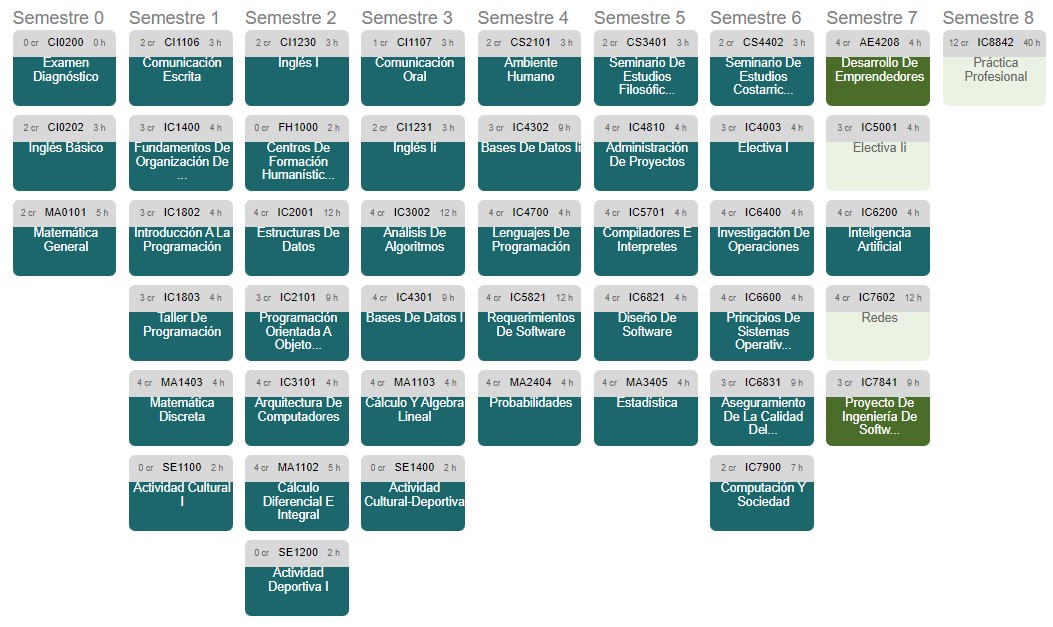 Semestre 0 Semestre 1 Semestre 2 Semestre 3 Semestre 4 Semestre 5 Semestre 6 Semestre 7 Semestre 8
0 cr CI0200 0 h
Examen
Diagnóstico
2 cr CI0202 3 h
Inglés Básico
2 cr MA0101 5 h
Matemática
General
2 cr CI1106 3 h
Comunicación
Escrita
3 cr IC1400 4 h
Fundamentos De
Organización De
...
3 cr IC1802 4 h
Introducción A La
Programación
3 cr IC1803 4 h
Taller De
Programación
4 cr MA1403 4 h
Matemática
Discreta
0 cr SE1100 2 h
Actividad Cultural
I
2 cr CI1230 3 h
Inglés I
0 cr FH1000 2 h
Centros De
Formación
Humanístic...
4 cr IC2001 12 h
Estructuras De
Datos
3 cr IC2101 9 h
Programación
Orientada A
Objeto...
4 cr IC3101 4 h
Arquitectura De
Computadores
4 cr MA1102 5 h
Cálculo
Diferencial E
Integral
0 cr SE1200 2 h
Actividad
Deportiva I
1 cr CI1107 3 h
Comunicación
Oral
2 cr CI1231 3 h
Inglés Ii
4 cr IC3002 12 h
Análisis De
Algoritmos
4 cr IC4301 9 h
Bases De Datos I
4 cr MA1103 4 h
Cálculo Y Algebra
Lineal
0 cr SE1400 2 h
Actividad
Cultural-Deportiva
2 cr CS2101 3 h
Ambiente
Humano
3 cr IC4302 9 h
Bases De Datos Ii
4 cr IC4700 4 h
Lenguajes De
Programación
4 cr IC5821 12 h
Requerimientos
De Software
4 cr MA2404 4 h
Probabilidades
2 cr CS3401 3 h
Seminario De
Estudios
Filosófic...
4 cr IC4810 4 h
Administración
De Proyectos
4 cr IC5701 4 h
Compiladores E
Interpretes
4 cr IC6821 4 h
Diseño De
Software
4 cr MA3405 4 h
Estadística
2 cr CS4402 3 h
Seminario De
Estudios
Costarric...
3 cr IC4003 4 h
Electiva I
4 cr IC6400 4 h
Investigación De
Operaciones
4 cr IC6600 4 h
Principios De
Sistemas
Operativ...
3 cr IC6831 9 h
Aseguramiento
De La Calidad
Del...
2 cr IC7900 7 h
Computación Y
Sociedad
4 cr AE4208 4 h
Desarrollo De
Emprendedores
3 cr IC5001 4 h
Electiva Ii
4 cr IC6200 4 h
Inteligencia
Artificial
4 cr IC7602 12 h
Redes
3 cr IC7841 9 h
Proyecto De
Ingeniería De
Softw...
12 cr IC8842 40 h
Práctica
Profesional